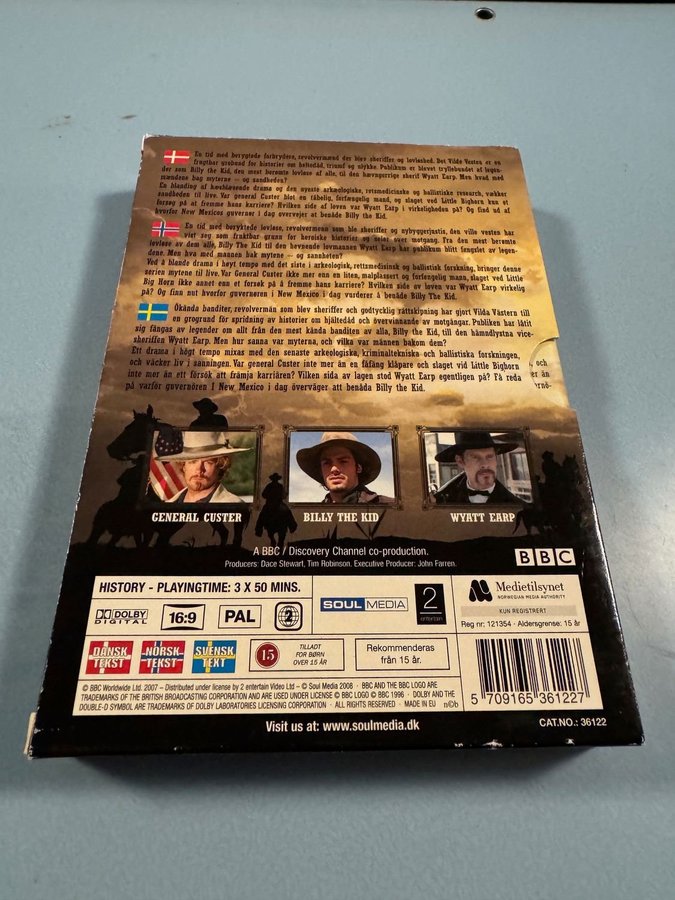 En tid med berygtede forbrydere, revolvermænd der blev sheriffer og lovløshed. Det Vilde Vesten er en
frugtbar grobund for historier om heltedåd, triumf og ulykke. Publikum er blevet tryllebundet af legen-
der som Billy the Kid, den mest berømte lovløse af alle, til den hævngerrige sherif Wyatt Earp. Men hvad med
mændene bag myterne – og sandheden?
En blanding af hæsblæsende drama og den nyeste arkæologiske, retsmedicinske og ballistiske research, vækker
sandheden til live. Var general Custer blot en tåbelig, forfængelig mand, og slaget ved Little Bighorn kun et
forsøg på at fremme hans karriere? Hvilken side af loven var Wyatt Earp i virkeligheden på? Og find ud af
hvorfor New Mexicos guvernør i dag overvejer at benåde Billy the Kid.
En tid med beryktede lovløse, revolvermenn som ble sheriffer og nybyggerjustis, den ville vesten har
vist seg som fruktbar grunn for heroiske historier og seier over motgang. Fra den mest berømte
lovløse av dem alle, Billy The Kid til den hevnende lovmannen Wyatt Earp har publikum blitt fengslet av legen-
dene. Men hva med mannen bak mytene – og sannheten?
Ved å blande drama i høyt tempo med det siste i arkeologisk, rettsmedisinsk og ballistisk forskning, bringer denne
serien mytene til live. Var General Custer ikke mer enn en liten, malplassert og forfengelig mann, slaget ved Little
Big Horn ikke annet enn et forsøk på å fremme hans karriere? Hvilken side av loven var Wyatt Earp virkelig
på? Og finn nut hvorfor guvernøren i New Mexico i dag vurderer å benåde Billy The Kid.
Ökända banditer, revolvermän som blev sheriffer och godtycklig rättskipning har gjort Vilda Västern till
en grogrund för spridning av historier om hjältedåd och övervinnande av motgångar. Publiken har låtit
sig fångas av legender om allt från den mest kända banditen av alla, Billy the Kid, till den hämndlystna vice-
sheriffen Wyatt Earp. Men hur sanna var myterna, och vilka var männen bakom dem?
Ett drama i högt tempo mixas med den senaste arkeologiska, kriminaltekniska och ballistiska forskningen,
och väcker liv i sanningen. Var general Custer inte mer än en fåfäng klåpare och slaget vid Little Bighorn
inte mer än ett försök att främja karriären? Vilken sida av lagen stod Wyatt Earp egentligen på? Få reda
på varför guvernören i New Mexico i dag överväger att benåda Billy the Kid.
, och
er än
rnö-
GENERAL CUSTER
BILLY THE KID
WYATT EARP
A BBC / Discovery Channel co-production.
Producers: Dace Stewart, Tim Robinson. Executive Producer: John Farren.
BBC
HISTORY - PLAYINGTIME: 3 X 50 MINS.
DOLBY
DIGITAL
16:9
PAL
2
SOULMEDIA
2
entertain
Medietilsynet
NORWEGIAN MEDIA AUTHORITY
KUN REGISTRERT
Reg nr: 121354 - Aldersgrense: 15 år
DANSK
TEKST
NORSK
TEKST
SVENSK
TEXT
15
TILLADT
FOR BØRN
OVER 15 ÅR
Rekommenderas
från 15 år.
© BBC Worldwide Ltd. 2007 – Distributed under license by 2 entertain Video Ltd – © Soul Media 2008 · BBC AND THE BBC LOGO ARE
TRADEMARKS OF THE BRITISH BROADCASTING CORPORATION AND ARE USED UNDER LICENSE © BBC LOGO © BBC 1996 · DOLBY AND THE
DOUBLE-D SYMBOL ARE TRADEMARKS OF DOLBY LABORATORIES LICENSING CORPORATION · ALL RIGHTS RESERVED · MADE IN EU n©b
5 709165 361227
Visit us at: www.soulmedia.dk
CAT.NO.: 36122